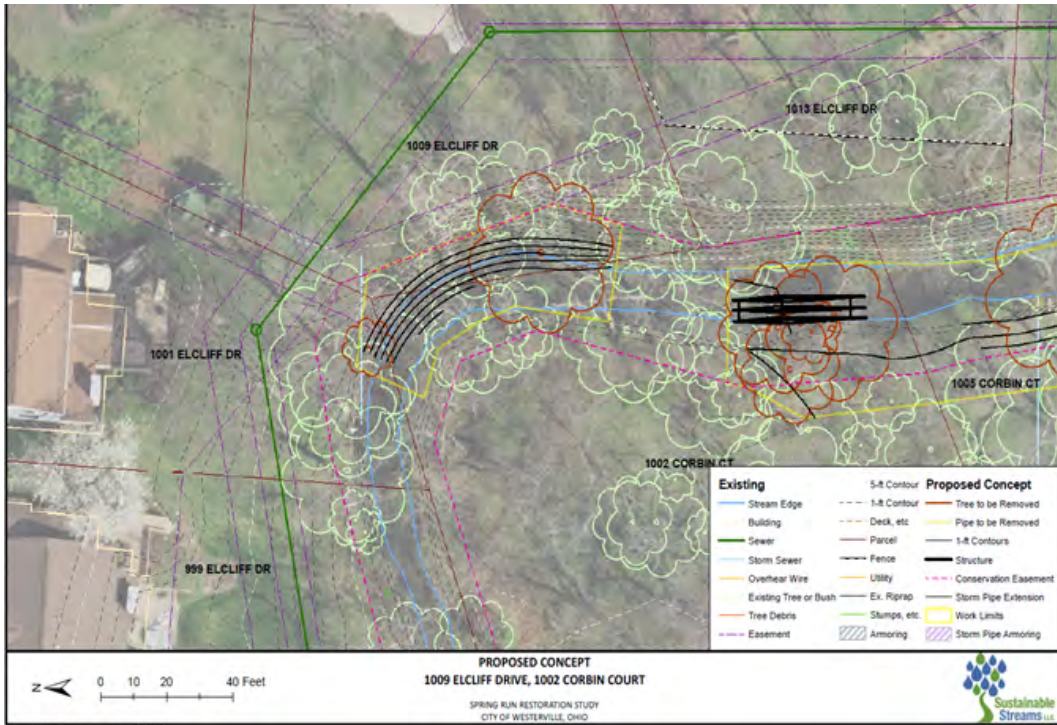 1013 ELCLIFF DR
1009 ELCLIFF DR
1001 ELCLIFF DR
1005 CORBIN CT
1002 CORBIN CT
999 ELCLIFF DR
Existing
Stream Edge
Building
Sewer
Storm Sewer
Overhear Wire
Existing Tree or Bush
Tree Debris
Easement
5-ft Contour
1-ft Contour
Deck, etc
Parcel
Fence
Utility
Ex. Riprap
Stumps, etc.
Armoring
Proposed Concept
Tree to be Removed
Pipe to be Removed
1-ft Contours
Structure
Conservation Easement
Storm Pipe Extension
Work Limits
Storm Pipe Armoring
Z
0 10 20 40 Feet
PROPOSED CONCEPT
1009 ELCLIFF DRIVE, 1002 CORBIN COURT
SPRING RUN RESTORATION STUDY
CITY OF WESTERVILLE, OHIO
Sustainable
Streams LLC